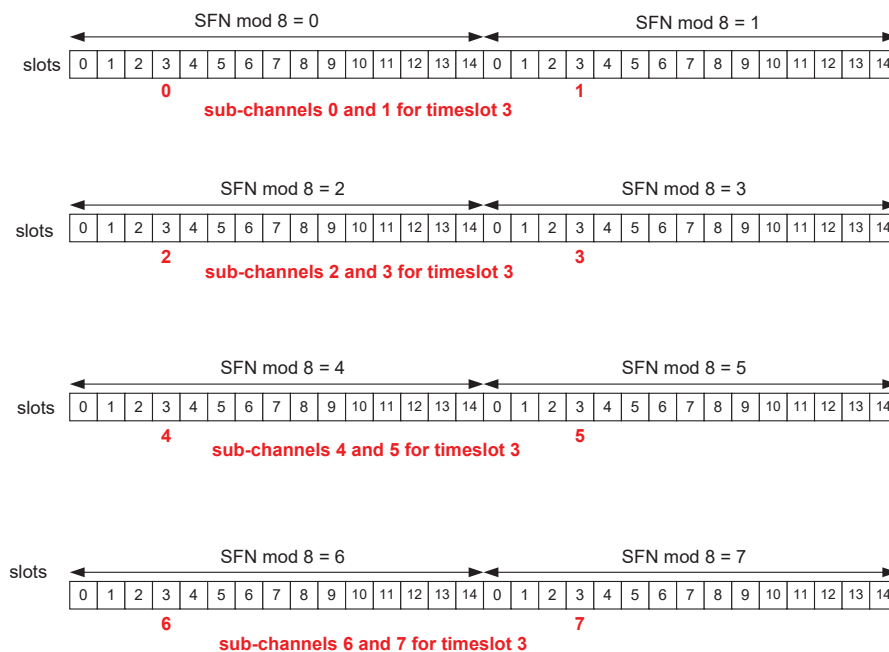 SFN mod 8 = 0 SFN mod 8 = 1
slots 0 1 2 3 4 5 6 7 8 9 10 11 12 13 14 0 1 2 3 4 5 6 7 8 9 10 11 12 13 14
0 1
sub-channels 0 and 1 for timeslot 3
SFN mod 8 = 2 SFN mod 8 = 3
slots 0 1 2 3 4 5 6 7 8 9 10 11 12 13 14 0 1 2 3 4 5 6 7 8 9 10 11 12 13 14
2 3
sub-channels 2 and 3 for timeslot 3
SFN mod 8 = 4 SFN mod 8 = 5
slots 0 1 2 3 4 5 6 7 8 9 10 11 12 13 14 0 1 2 3 4 5 6 7 8 9 10 11 12 13 14
4 5
sub-channels 4 and 5 for timeslot 3
SFN mod 8 = 6 SFN mod 8 = 7
slots 0 1 2 3 4 5 6 7 8 9 10 11 12 13 14 0 1 2 3 4 5 6 7 8 9 10 11 12 13 14
6 7
sub-channels 6 and 7 for timeslot 3